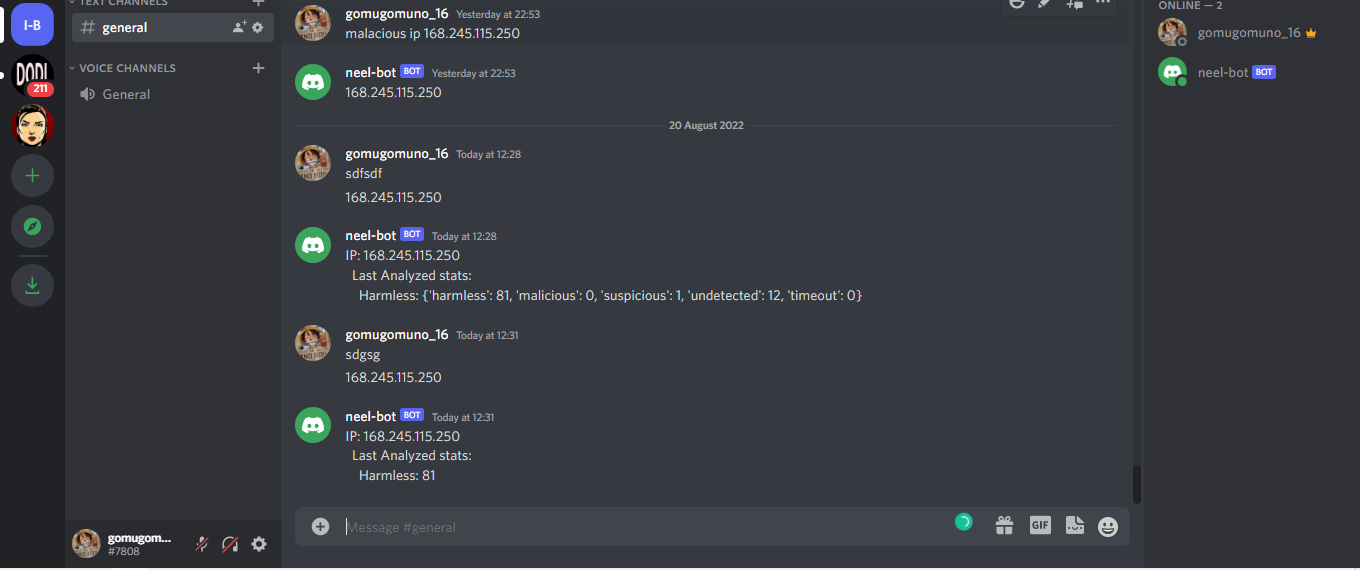 I-B
211
TEXT CHANNELS
general
VOICE CHANNELS
General
gomugom...
#7808
gomugomuno_16 Yesterday at 22:53
malacious ip 168.245.115.250
neel-bot BOT Yesterday at 22:53
168.245.115.250
20 August 2022
gomugomuno_16 Today at 12:28
sdfsdf
168.245.115.250
neel-bot BOT Today at 12:28
IP: 168.245.115.250
Last Analyzed stats:
Harmless: {'harmless': 81, 'malicious': 0, 'suspicious': 1, 'undetected': 12, 'timeout': 0}
gomugomuno_16 Today at 12:31
sdgsg
168.245.115.250
neel-bot BOT Today at 12:31
IP: 168.245.115.250
Last Analyzed stats:
Harmless: 81
Message #general
GIF
ONLINE — 2
gomugomuno_16
neel-bot BOT